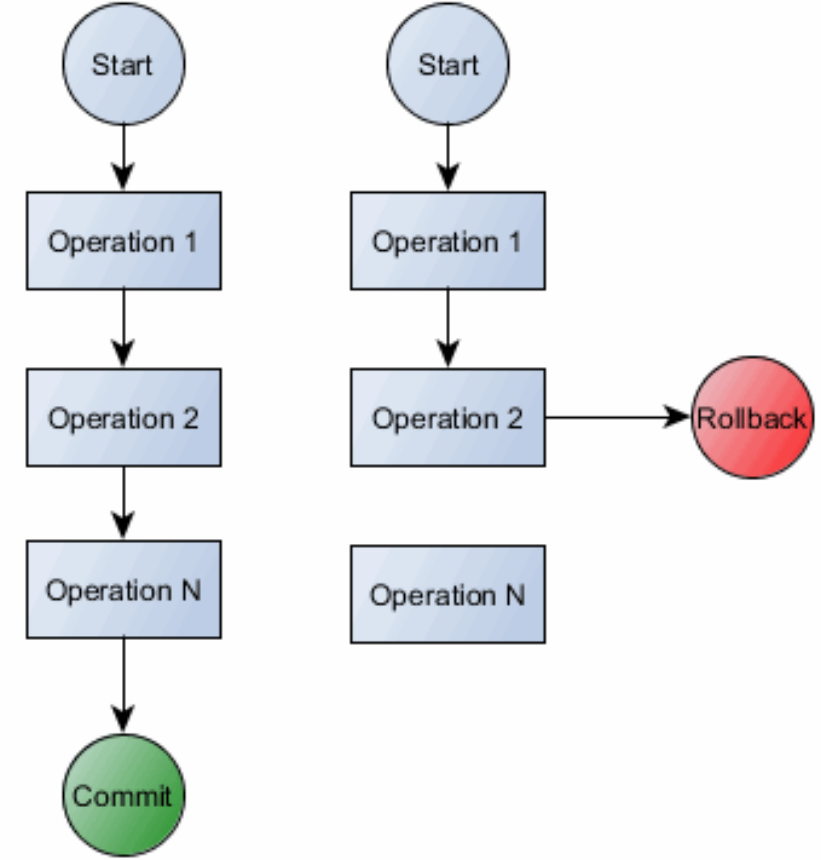 Start
Operation 1
Operation 2
Operation N
Commit
Start
Operation 1
Operation 2
Rollback
Operation N